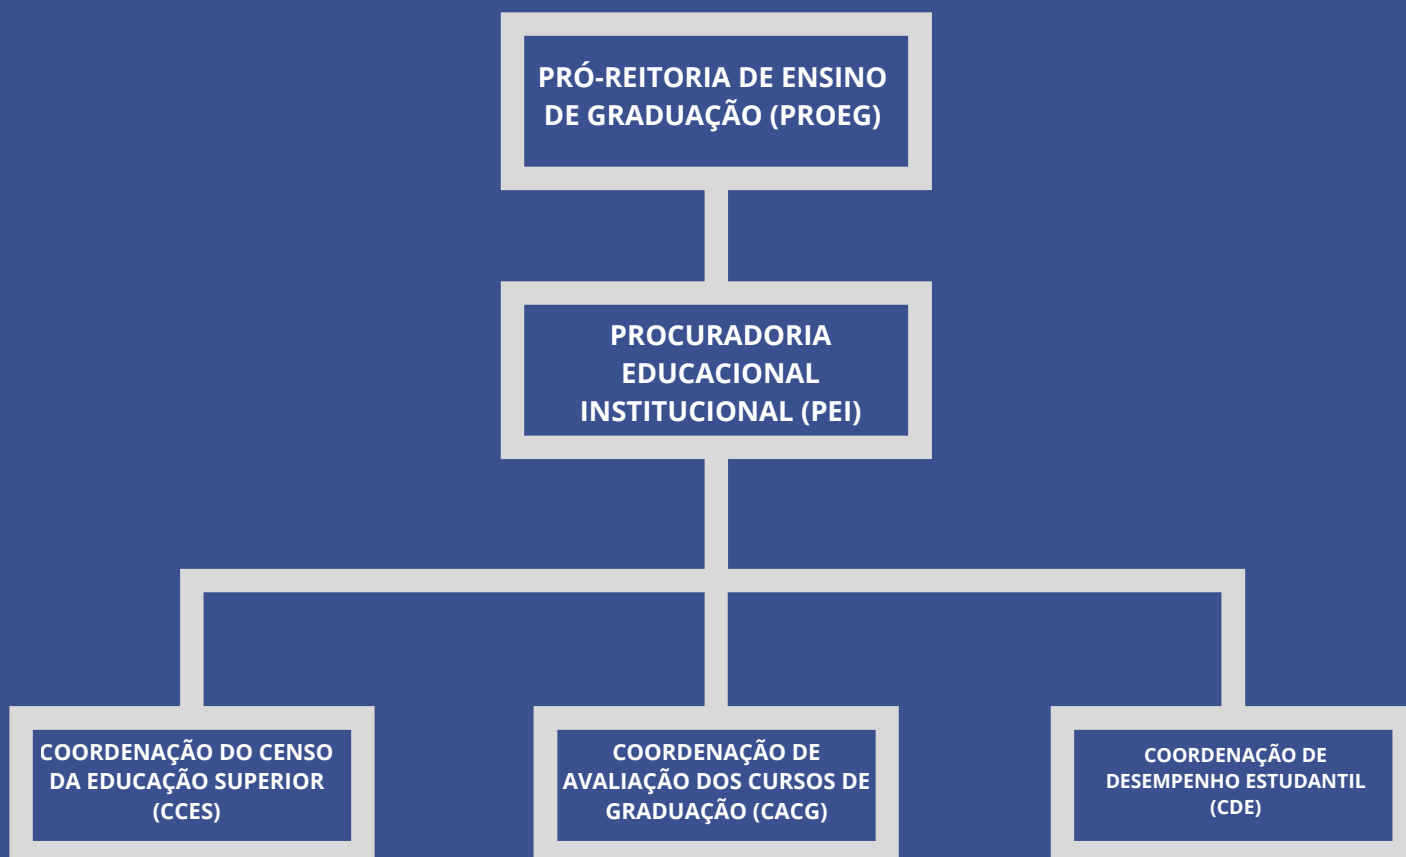 PRÓ-REITORIA DE ENSINO
DE GRADUAÇÃO (PROEG)
PROCURADORIA
EDUCACIONAL
INSTITUCIONAL (PEI)
COORDENAÇÃO DO CENSO
DA EDUCAÇÃO SUPERIOR
(CCES)
COORDENAÇÃO DE
AVALIAÇÃO DOS CURSOS DE
GRADUAÇÃO (CACG)
COORDENAÇÃO DE
DESEMPENHO ESTUDANTIL
(CDE)